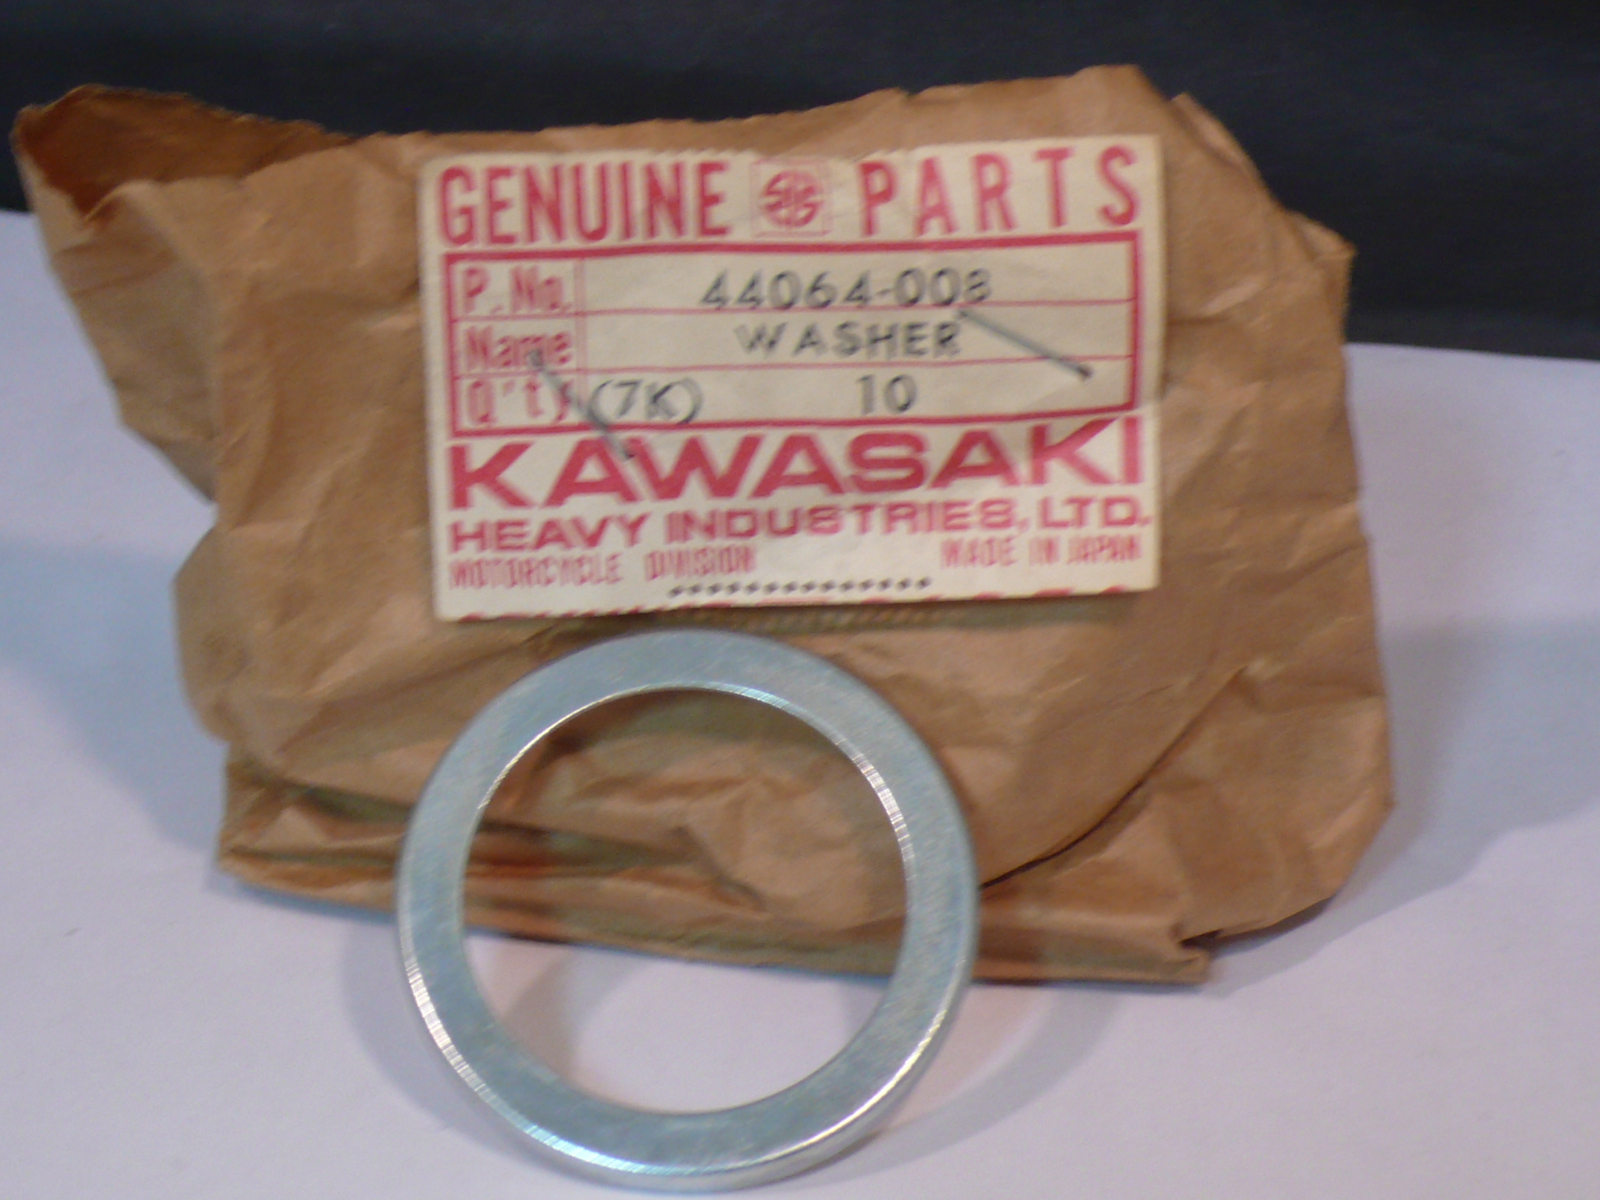 GENUINE PARTS
P.No. 44064-008
Name WASHER
Q'ty (7K) 10
KAWASAKI
HEAVY INDUSTRIES, LTD.
MOTORCYCLE DIVISION MADE IN JAPAN